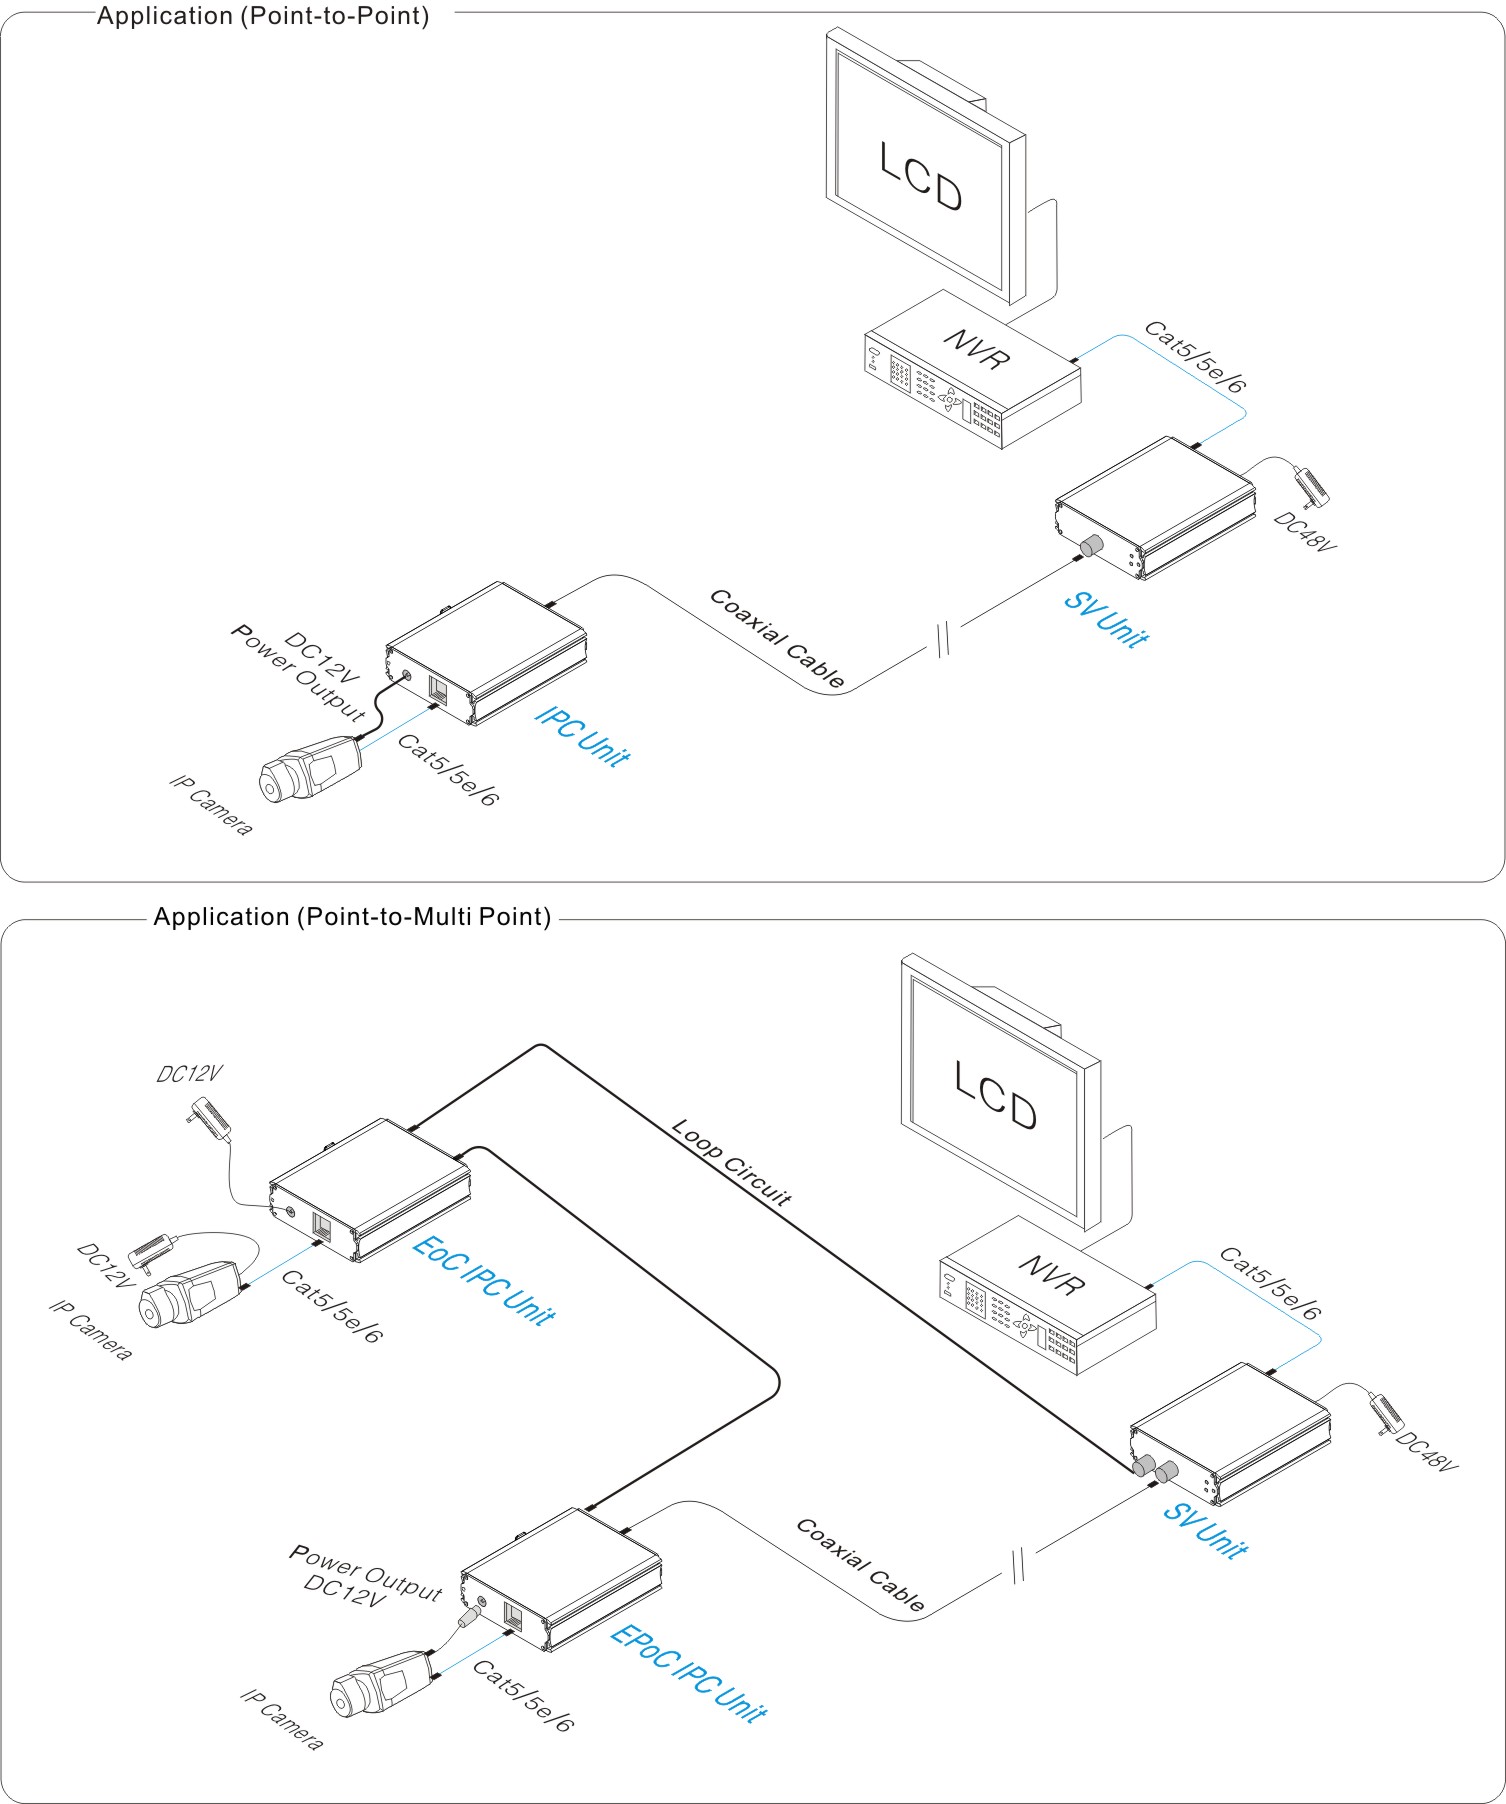 Application (Point-to-Point)
LCD
NVR
Cat5/5e/6
DC48V
SV Unit
Coaxial Cable
DC12V
Power Output
IPC Unit
Cat5/5e/6
IP Camera
Application (Point-to-Multi Point)
LCD
DC12V
Loop Circuit
NVR
Cat5/5e/6
DC12V
EoC IPC Unit
Cat5/5e/6
IP Camera
DC48V
SV Unit
Coaxial Cable
Power Output
DC12V
EPoC IPC Unit
Cat5/5e/6
IP Camera